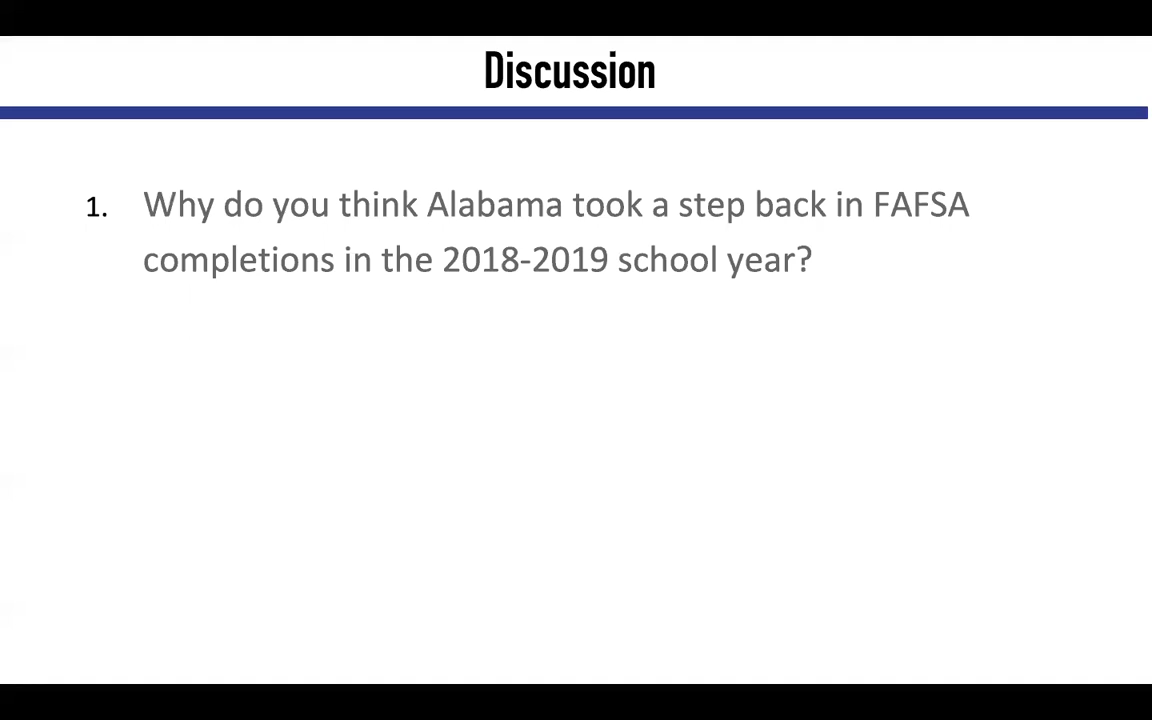 Discussion
1. Why do you think Alabama took a step back in FAFSA
completions in the 2018-2019 school year?